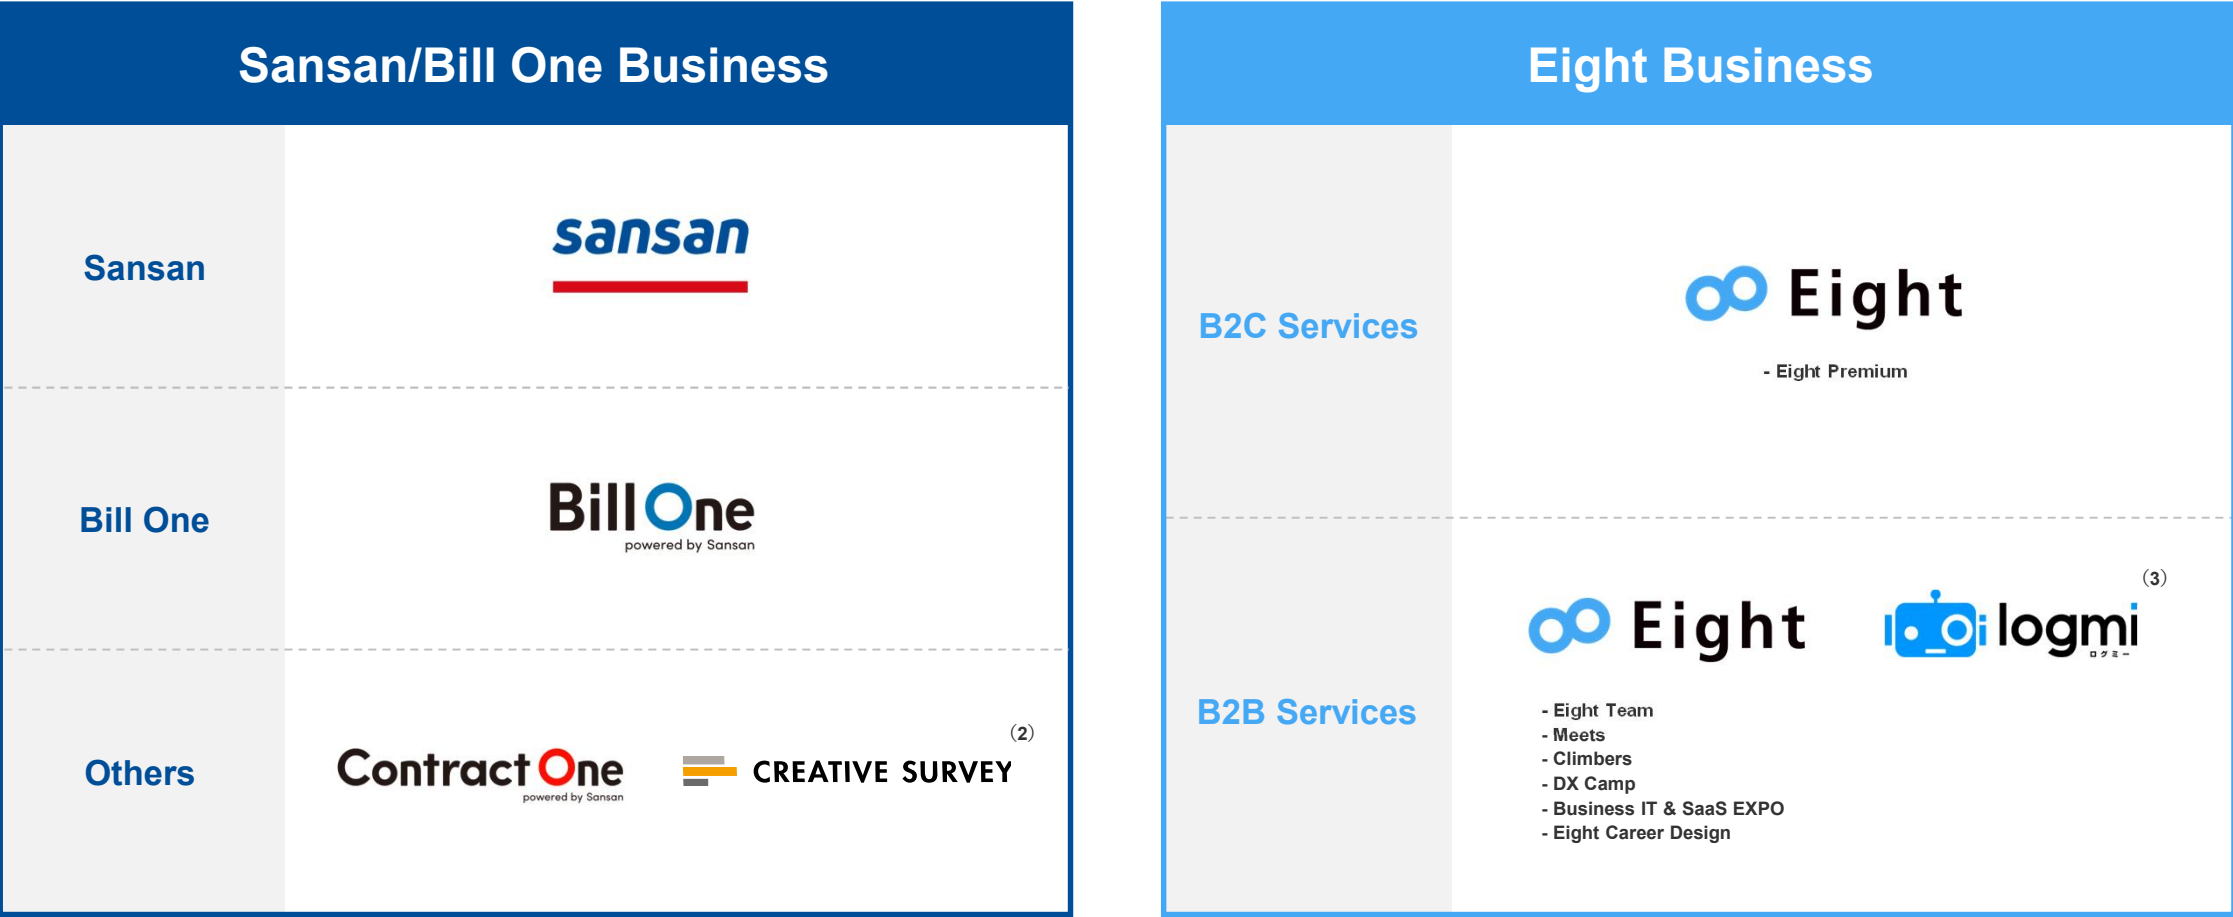 Sansan/Bill One Business
Sansan
sansan
Bill One
Bill One
powered by Sansan
Others
Contract One
powered by Sansan
CREATIVE SURVEY
（2）
Eight Business
B2C Services
Eight
- Eight Premium
B2B Services
Eight
logmi
ログミー
（3）
- Eight Team
- Meets
- Climbers
- DX Camp
- Business IT & SaaS EXPO
- Eight Career Design